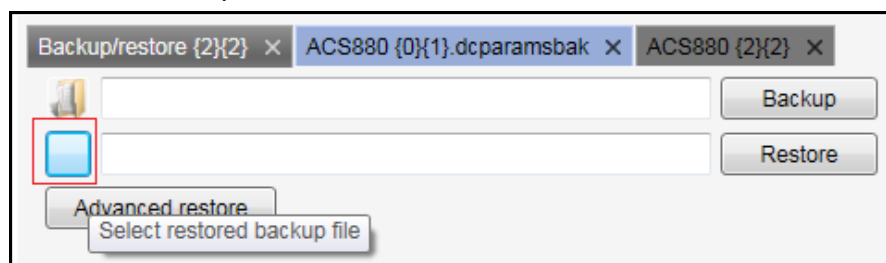 Backup/restore {2}{2} × ACS880 {0}{1}.dcparamsbak × ACS880 {2}{2} ×
Backup
Restore
Advanced restore
Select restored backup file